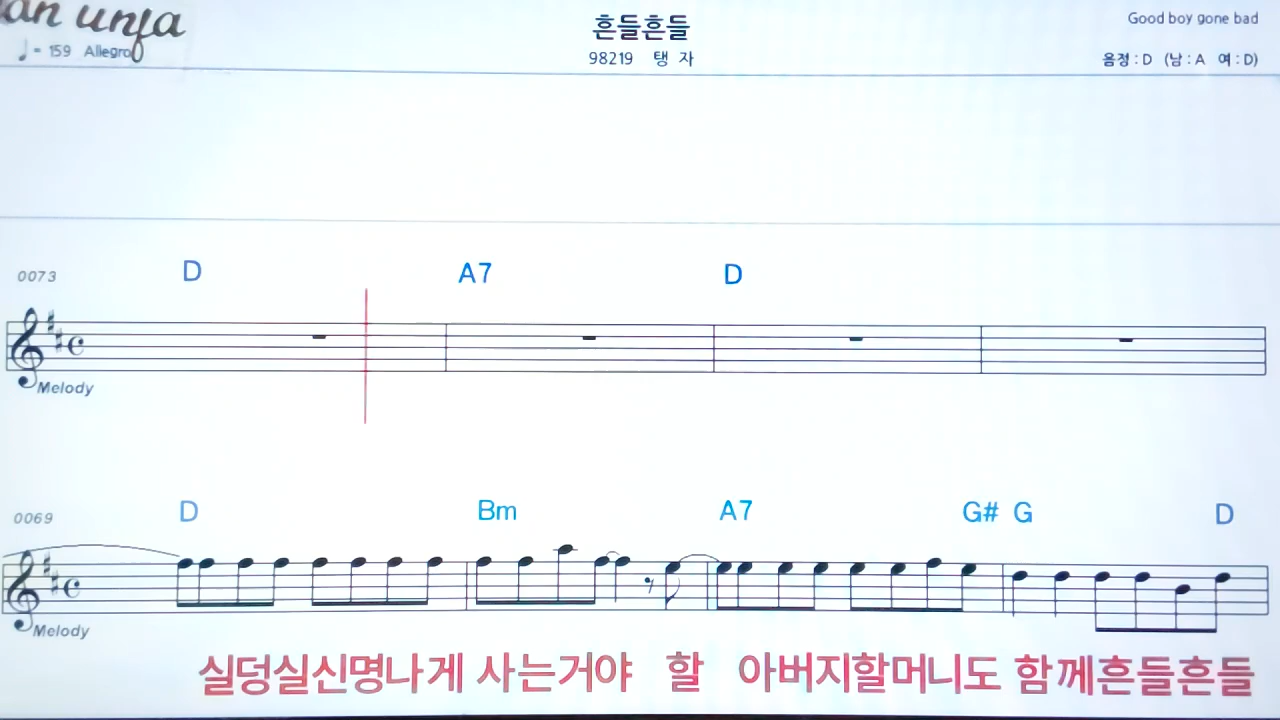 an unja
흔들흔들
Good boy gone bad
♩ = 159 Allegro
98219 탱 자
음정 : D (남 : A 여 : D)
0073 D A7 D
Melody
0069 D Bm A7 G# G D
Melody
실덩실신명나게 사는거야 할 아버지할머니도 함께흔들흔들